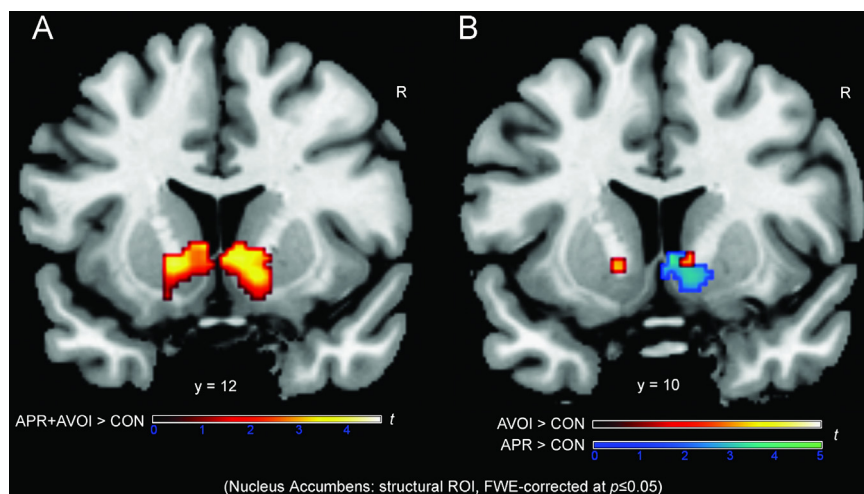 A
B
R
R
y = 12
y = 10
APR+AVOI > CON
t
0 1 2 3 4
AVOI > CON
t
APR > CON
0 1 2 3 4 5
(Nucleus Accumbens: structural ROI, FWE-corrected at p≤0.05)